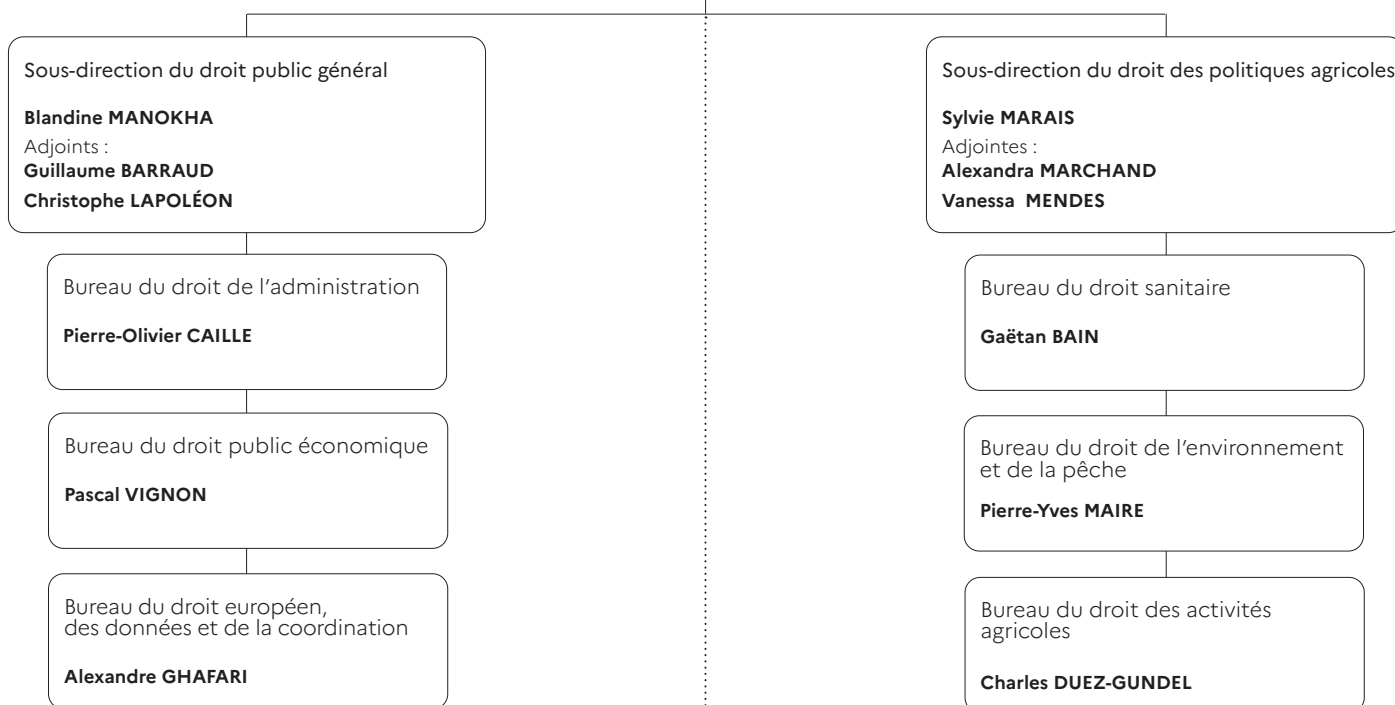 Sous-direction du droit public général
Blandine MANOKHA
Adjoints :
Guillaume BARRAUD
Christophe LAPOLÉON
Bureau du droit de l'administration
Pierre-Olivier CAILLE
Bureau du droit public économique
Pascal VIGNON
Bureau du droit européen,
des données et de la coordination
Alexandre GHAFARI
Sous-direction du droit des politiques agricoles
Sylvie MARAIS
Adjointes :
Alexandra MARCHAND
Vanessa MENDES
Bureau du droit sanitaire
Gaëtan BAIN
Bureau du droit de l'environnement
et de la pêche
Pierre-Yves MAIRE
Bureau du droit des activités
agricoles
Charles DUEZ-GUNDEL